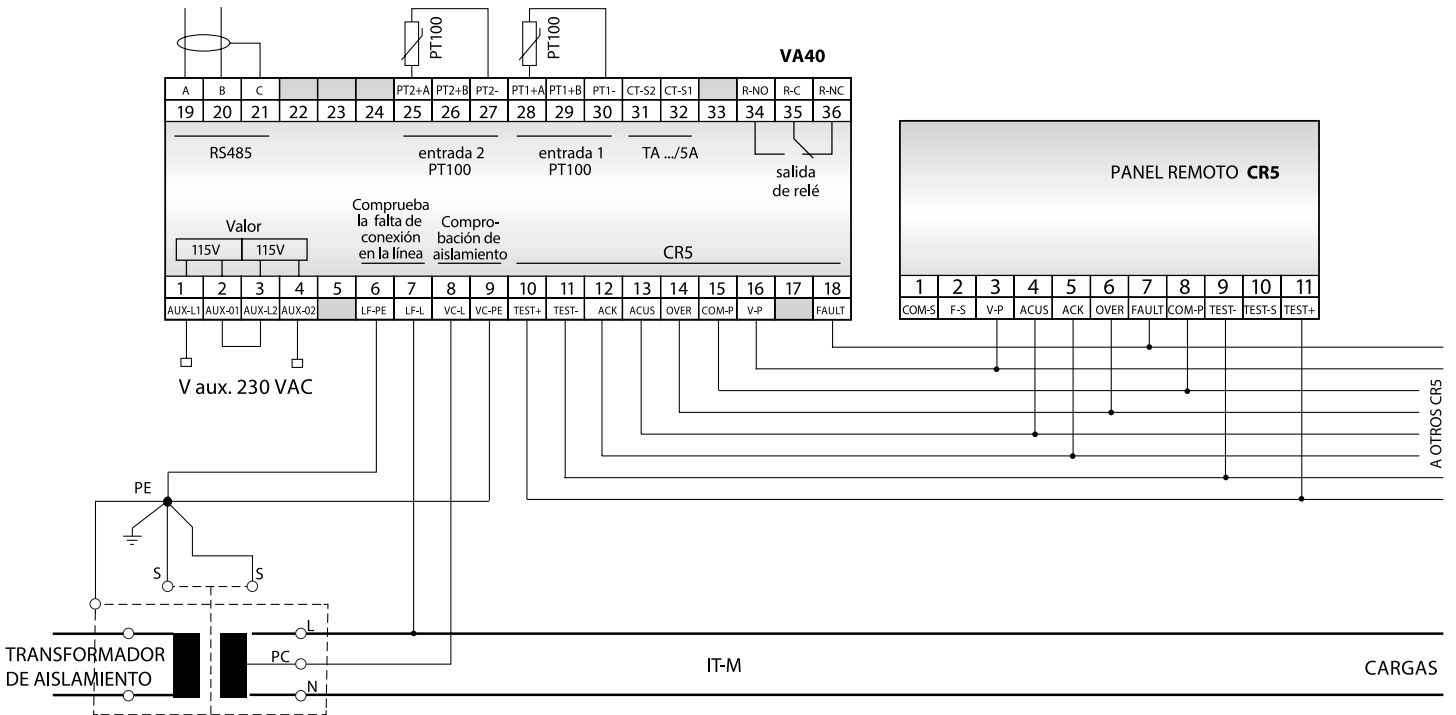 PT100
PT100
VA40
A B C PT2+A PT2+B PT2- PT1+A PT1+B PT1- CT-S2 CT-S1 R-NO R-C R-NC
19 20 21 22 23 24 25 26 27 28 29 30 31 32 33 34 35 36
RS485
entrada 2
PT100
entrada 1
PT100
TA .../5A
salida
de relé
Valor
115V 115V
Comprueba
la falta de
conexión
en la línea
Compro-
bación de
aislamiento
CR5
1 2 3 4 5 6 7 8 9 10 11 12 13 14 15 16 17 18
AUX-L1 AUX-01 AUX-L2 AUX-02 LF-PE LF-L VC-L VC-PE TEST+ TEST- ACK ACUS OVER COM-P V-P FAULT
V aux. 230 VAC
PANEL REMOTO CR5
1 2 3 4 5 6 7 8 9 10 11
COM-S F-S V-P ACUS ACK OVER FAULT COM-P TEST- TEST-S TEST+
A OTROS CR5
PE
S S
L
PC
N
TRANSFORMADOR
DE AISLAMIENTO
IT-M
CARGAS